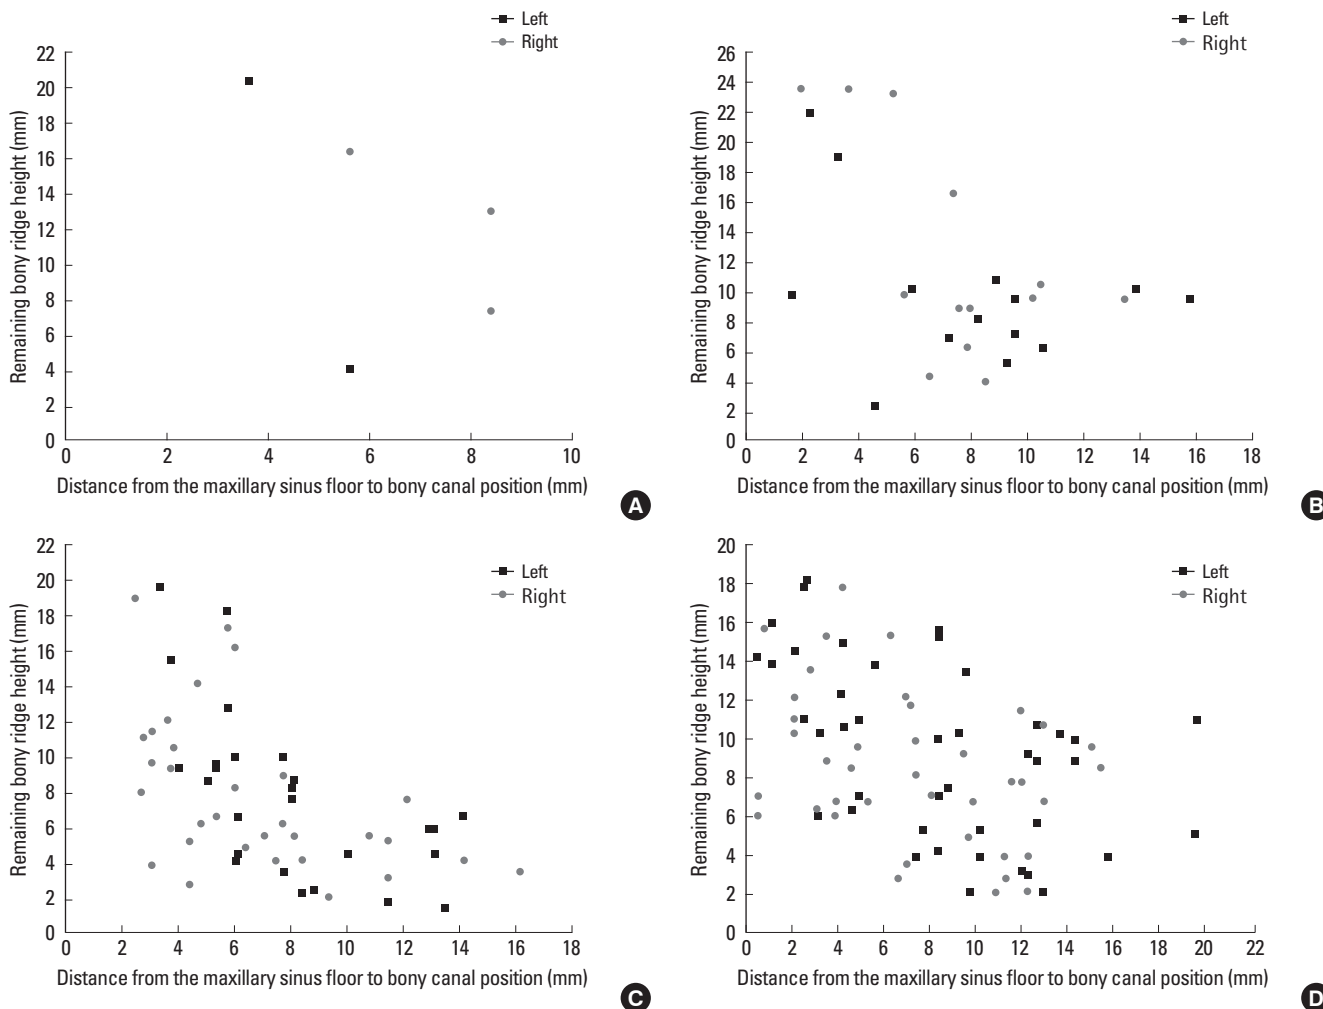 Left
Right
22
20
18
16
14
12
10
8
6
4
2
0
0 2 4 6 8 10
Remaining bony ridge height (mm)
Distance from the maxillary sinus floor to bony canal position (mm)
A
Left
Right
26
24
22
20
18
16
14
12
10
8
6
4
2
0
0 2 4 6 8 10 12 14 16 18
Remaining bony ridge height (mm)
Distance from the maxillary sinus floor to bony canal position (mm)
B
Left
Right
22
20
18
16
14
12
10
8
6
4
2
0
0 2 4 6 8 10 12 14 16 18
Remaining bony ridge height (mm)
Distance from the maxillary sinus floor to bony canal position (mm)
C
Left
Right
20
18
16
14
12
10
8
6
4
2
0
0 2 4 6 8 10 12 14 16 18 20 22
Remaining bony ridge height (mm)
Distance from the maxillary sinus floor to bony canal position (mm)
D